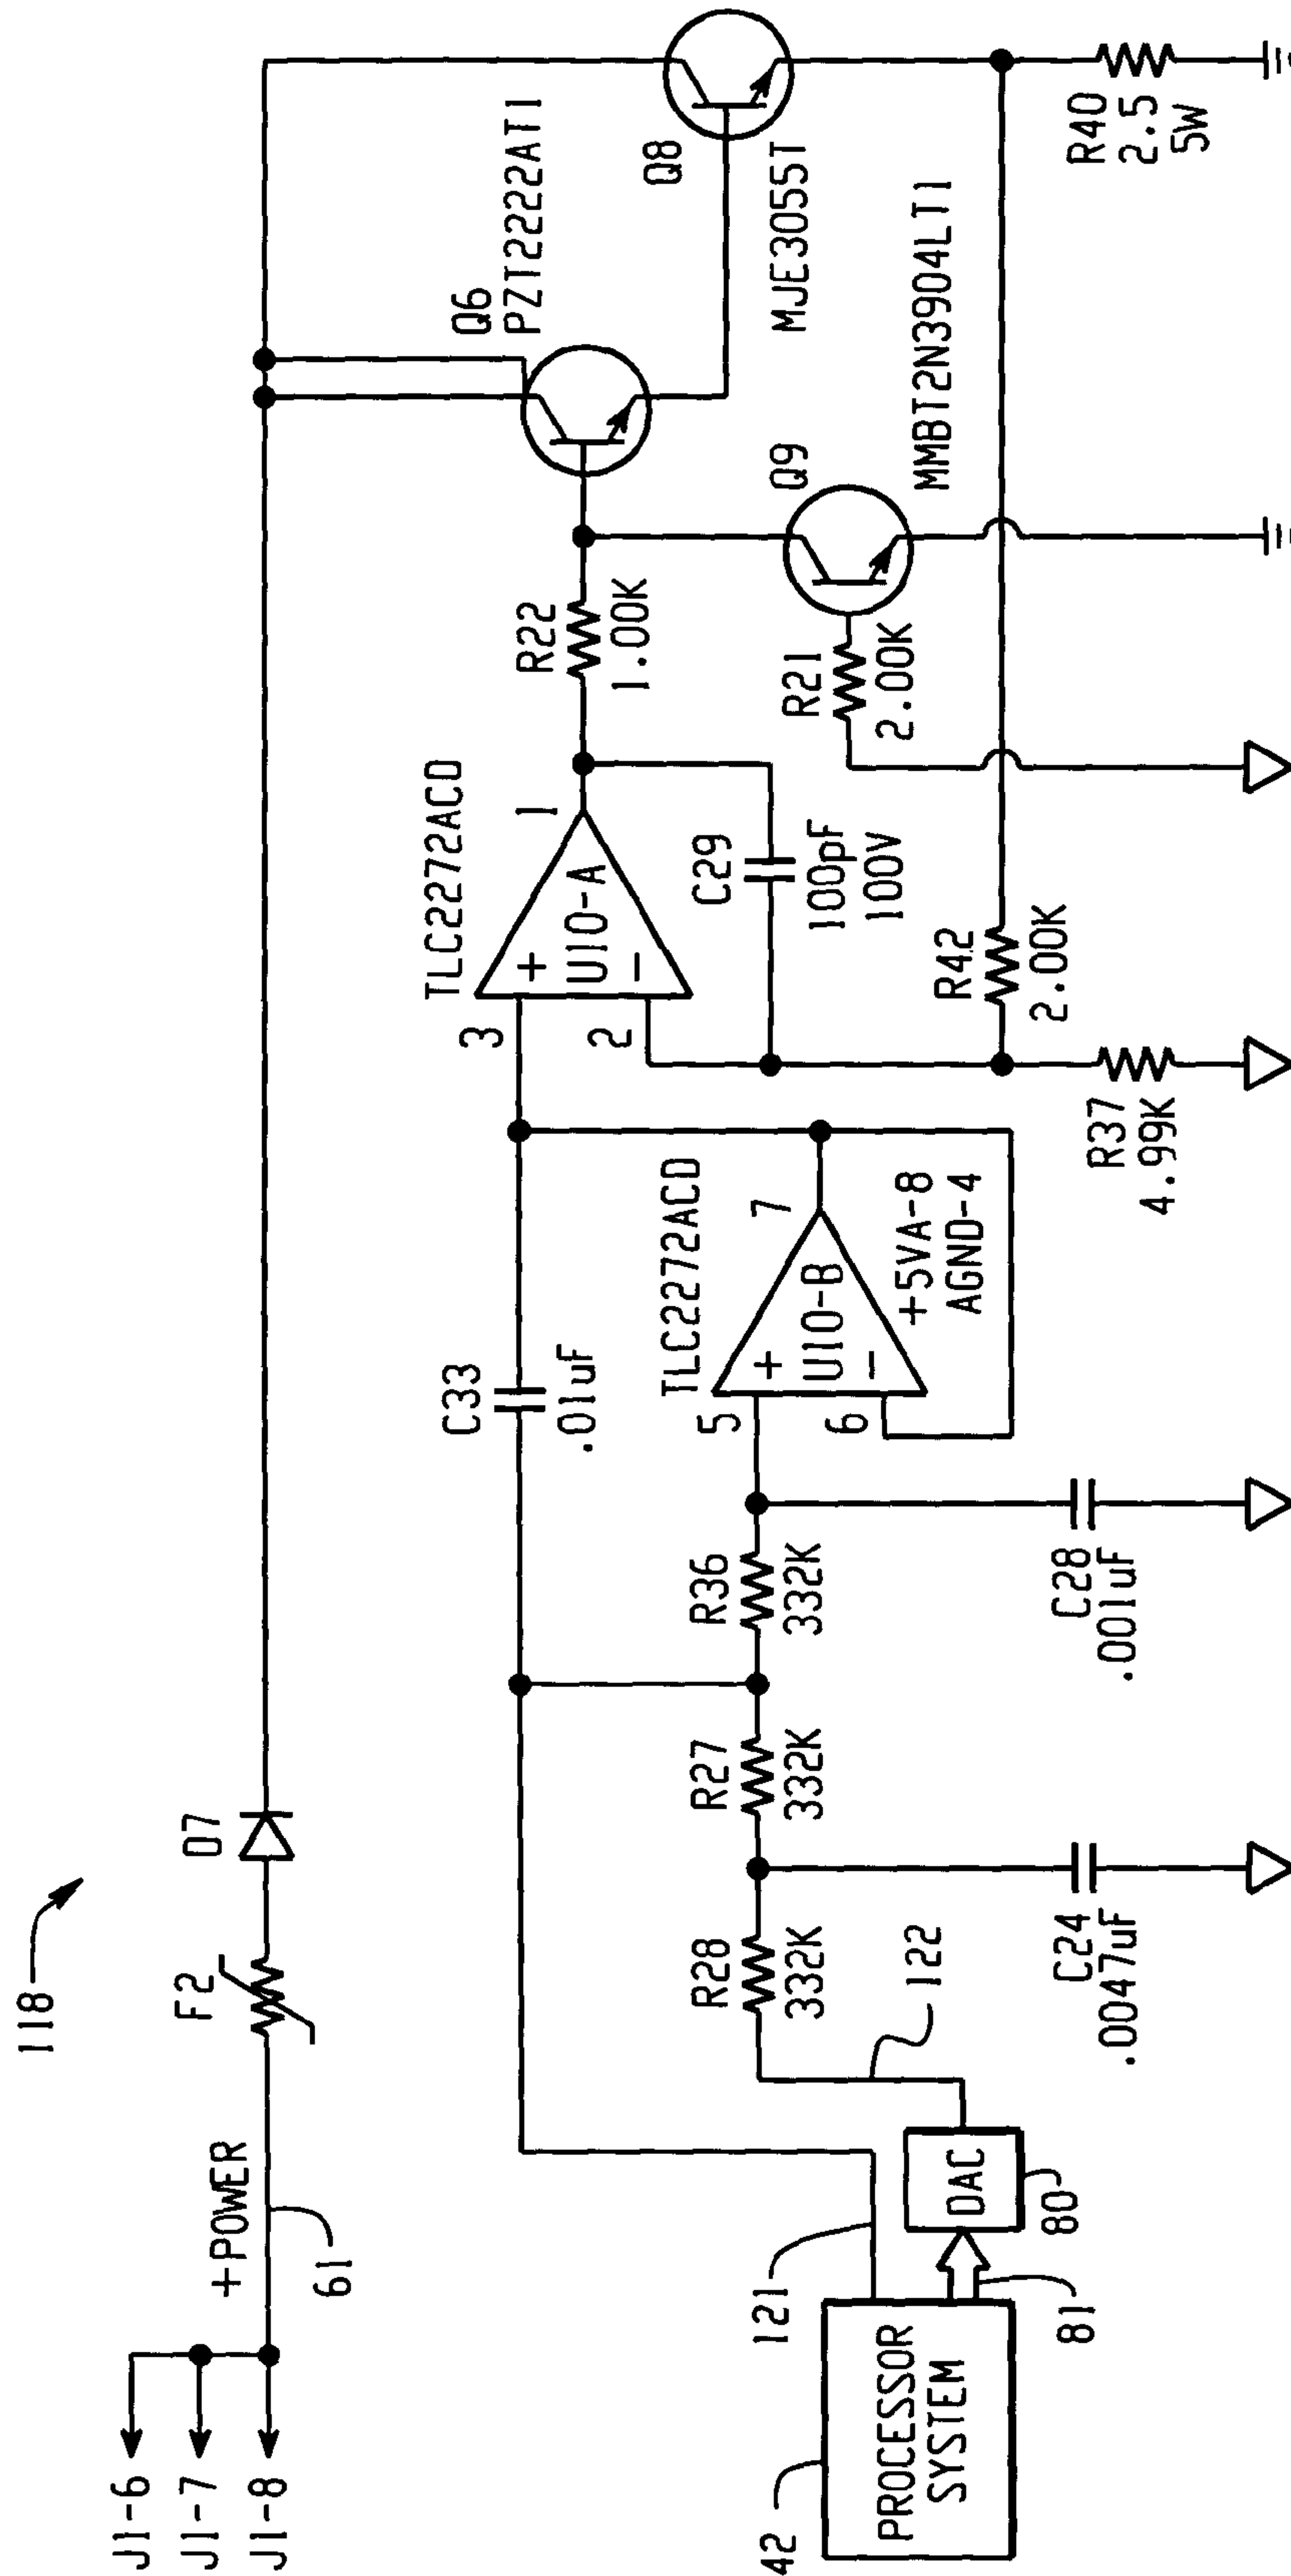 118
J1-6
J1-7
J1-8
+POWER
61
F2
D7
Q6
PZT2222AT1
Q8
MJE3055T
Q9
MMBT2N3904LT1
R40
2.5
5W
TLC2272ACD
3
2
+
U10-A
-
1
R22
1.00K
R21
2.00K
C29
100pF
100V
R42
2.00K
R37
4.99K
C33
.01uF
TLC2272ACD
5
6
+
U10-B
-
7
+5VA-8
AGND-4
R28
332K
R27
332K
R36
332K
C24
.0047uF
C28
.001uF
122
121
DAC
80
81
PROCESSOR
SYSTEM
42